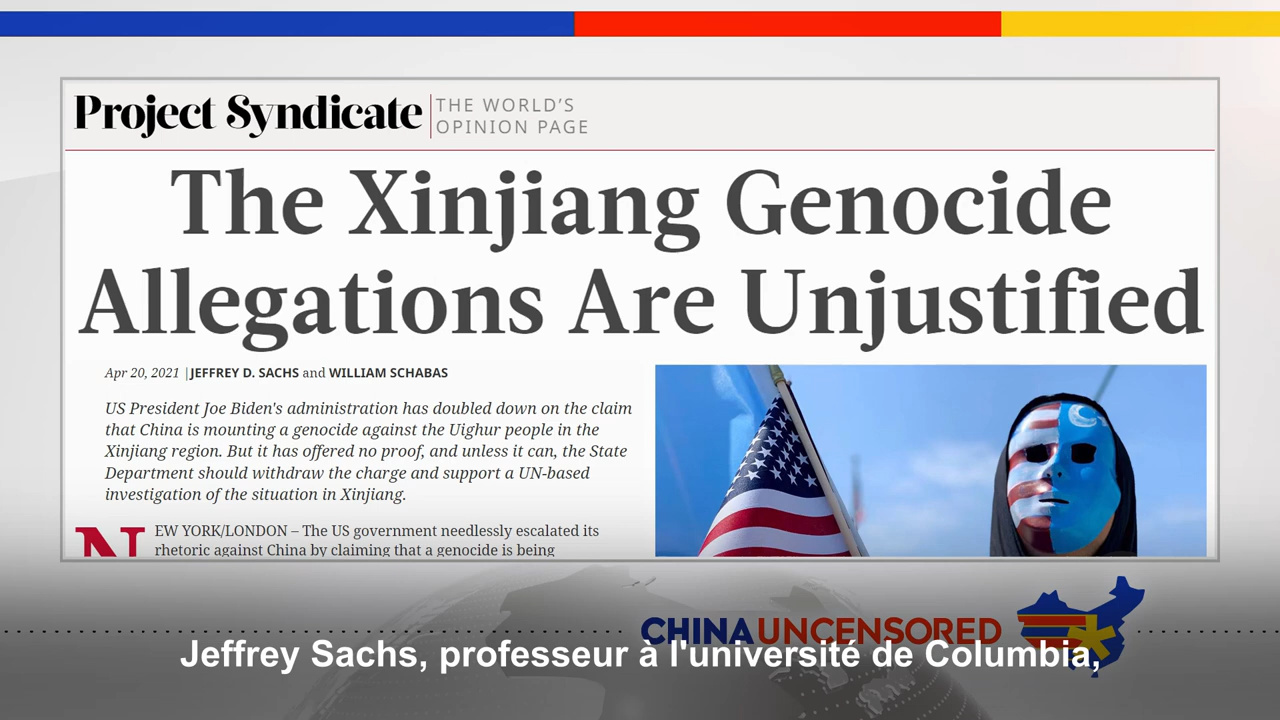 Project Syndicate
THE WORLD'S
OPINION PAGE
The Xinjiang Genocide
Allegations Are Unjustified
Apr 20, 2021 | JEFFREY D. SACHS and WILLIAM SCHABAS
US President Joe Biden's administration has doubled down on the claim
that China is mounting a genocide against the Uighur people in the
Xinjiang region. But it has offered no proof, and unless it can, the State
Department should withdraw the charge and support a UN-based
investigation of the situation in Xinjiang.
NEW YORK/LONDON – The US government needlessly escalated its
rhetoric against China by claiming that a genocide is being
CHINA UNCENSORED
Jeffrey Sachs, professeur à l'université de Columbia,